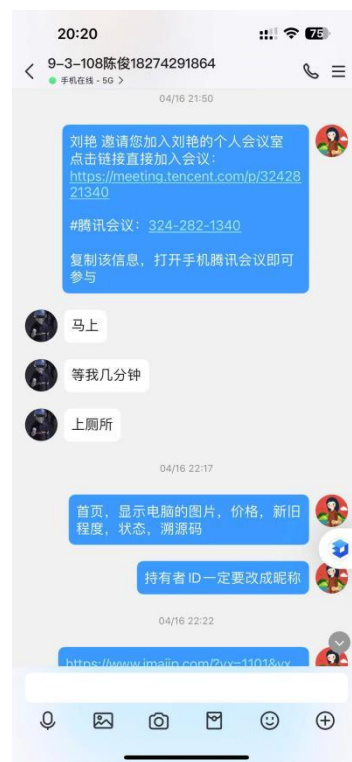 20:20
75
9-3-108陈俊18274291864
手机在线 - 5G >
04/16 21:50
刘艳 邀请您加入刘艳的个人会议室
点击链接直接加入会议：
https://meeting.tencent.com/p/32428
21340
#腾讯会议：324-282-1340
复制该信息，打开手机腾讯会议即可
参与
马上
等我几分钟
上厕所
04/16 22:17
首页，显示电脑的图片，价格，新旧
程度，状态，溯源码
持有者ID一定要改成昵称
04/16 22:22